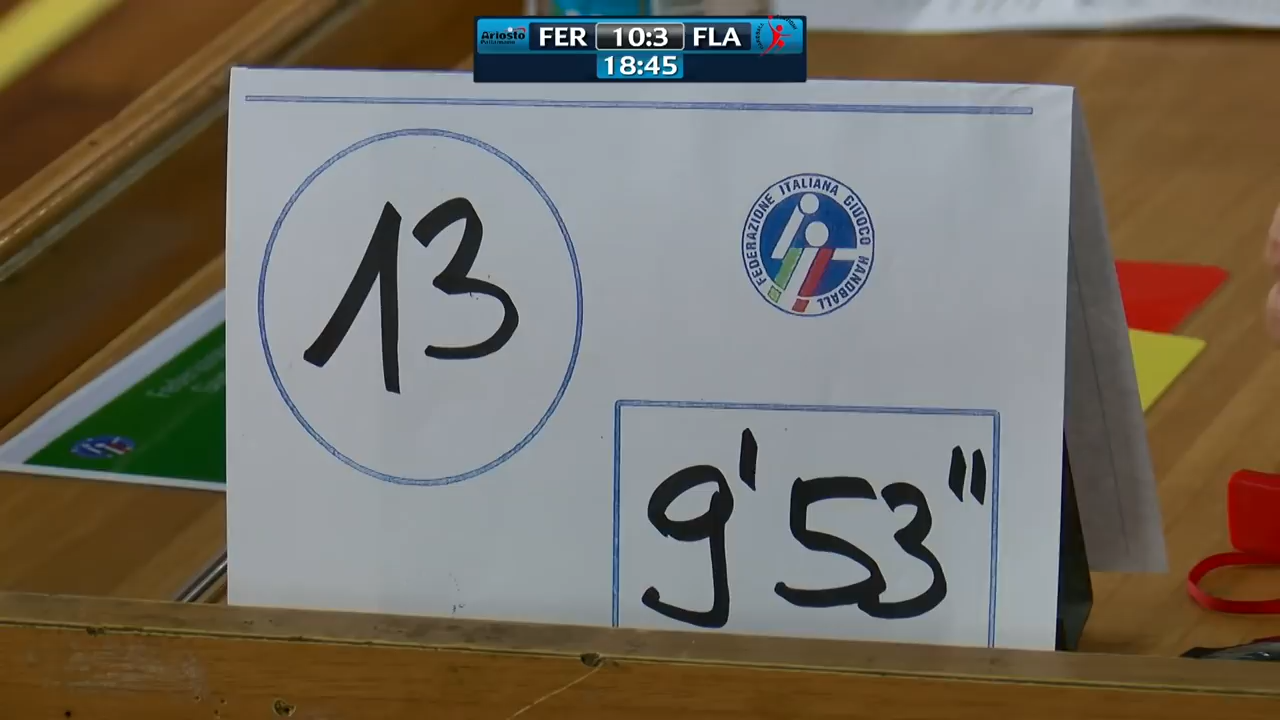 Ariosto
FER 10:3 FLA
18:45
13
FEDERAZIONE ITALIANA GIUOCO HANDBALL
9' 53"